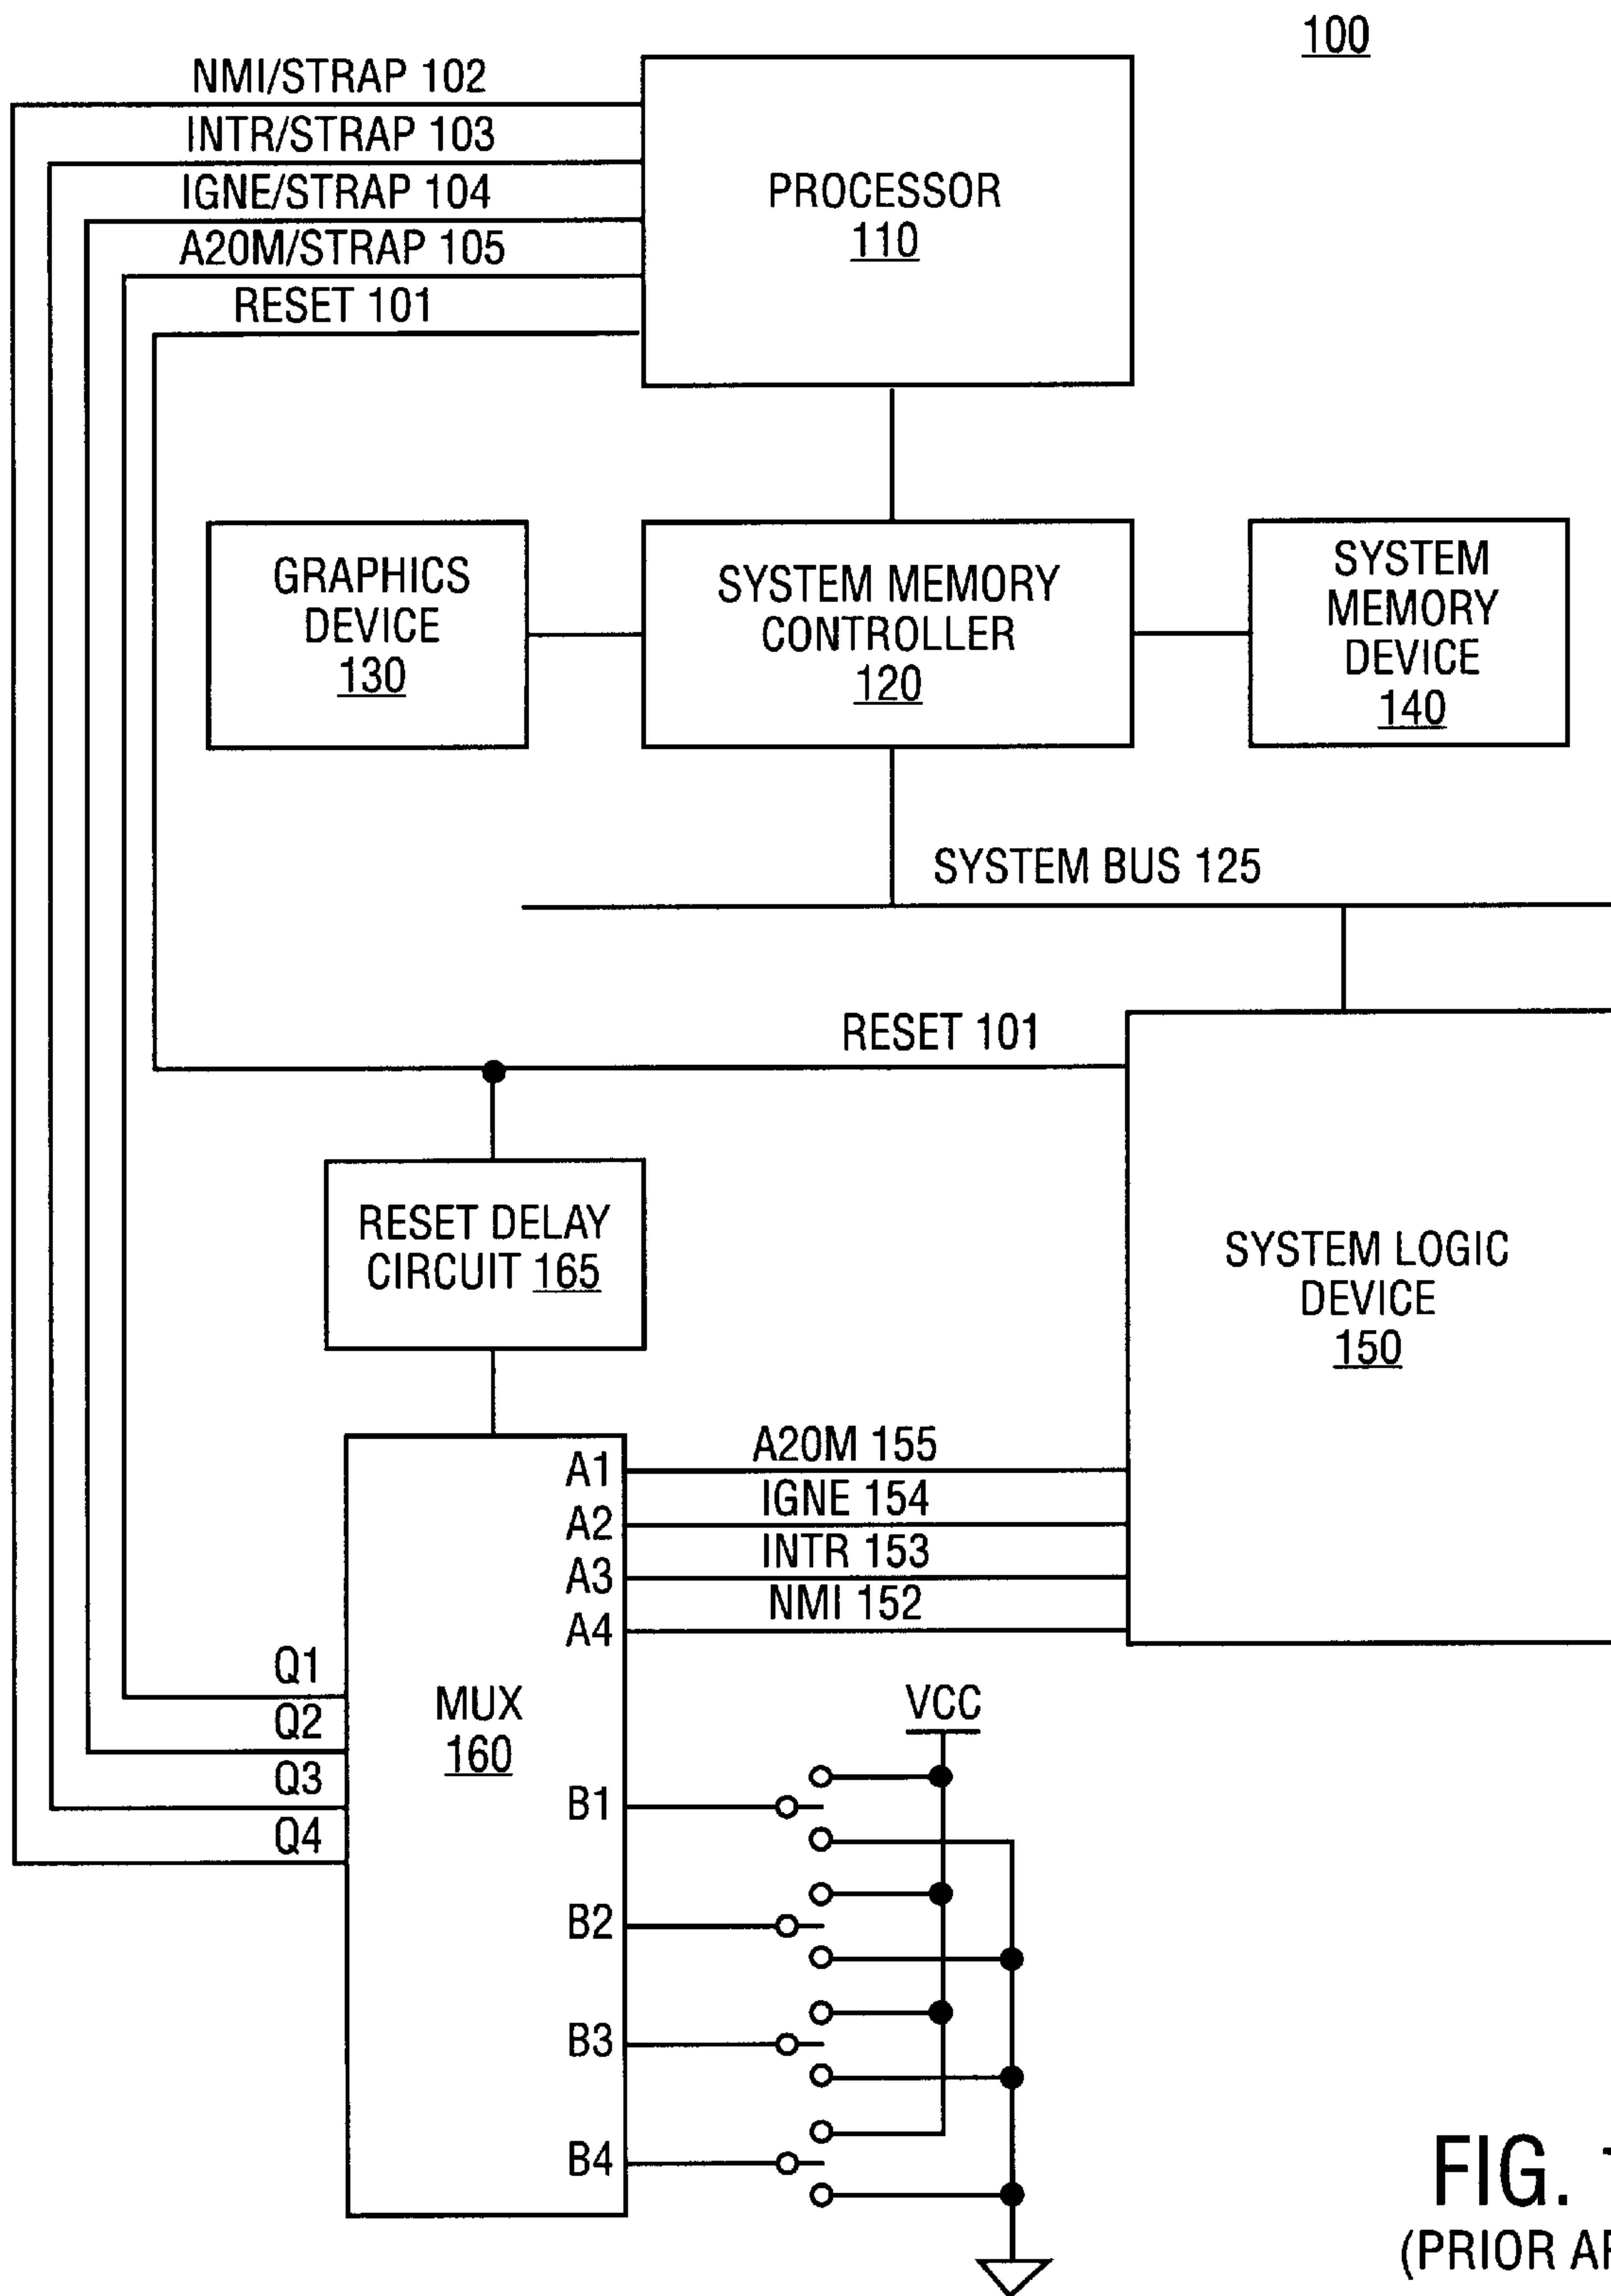 100
NMI/STRAP 102
INTR/STRAP 103
IGNE/STRAP 104
A20M/STRAP 105
RESET 101
PROCESSOR
110
GRAPHICS
DEVICE
130
SYSTEM MEMORY
CONTROLLER
120
SYSTEM
MEMORY
DEVICE
140
SYSTEM BUS 125
RESET 101
RESET DELAY
CIRCUIT 165
SYSTEM LOGIC
DEVICE
150
A1
A20M 155
A2
IGNE 154
A3
INTR 153
A4
NMI 152
Q1
Q2
Q3
Q4
MUX
160
VCC
B1
B2
B3
B4
FIG.
(PRIOR